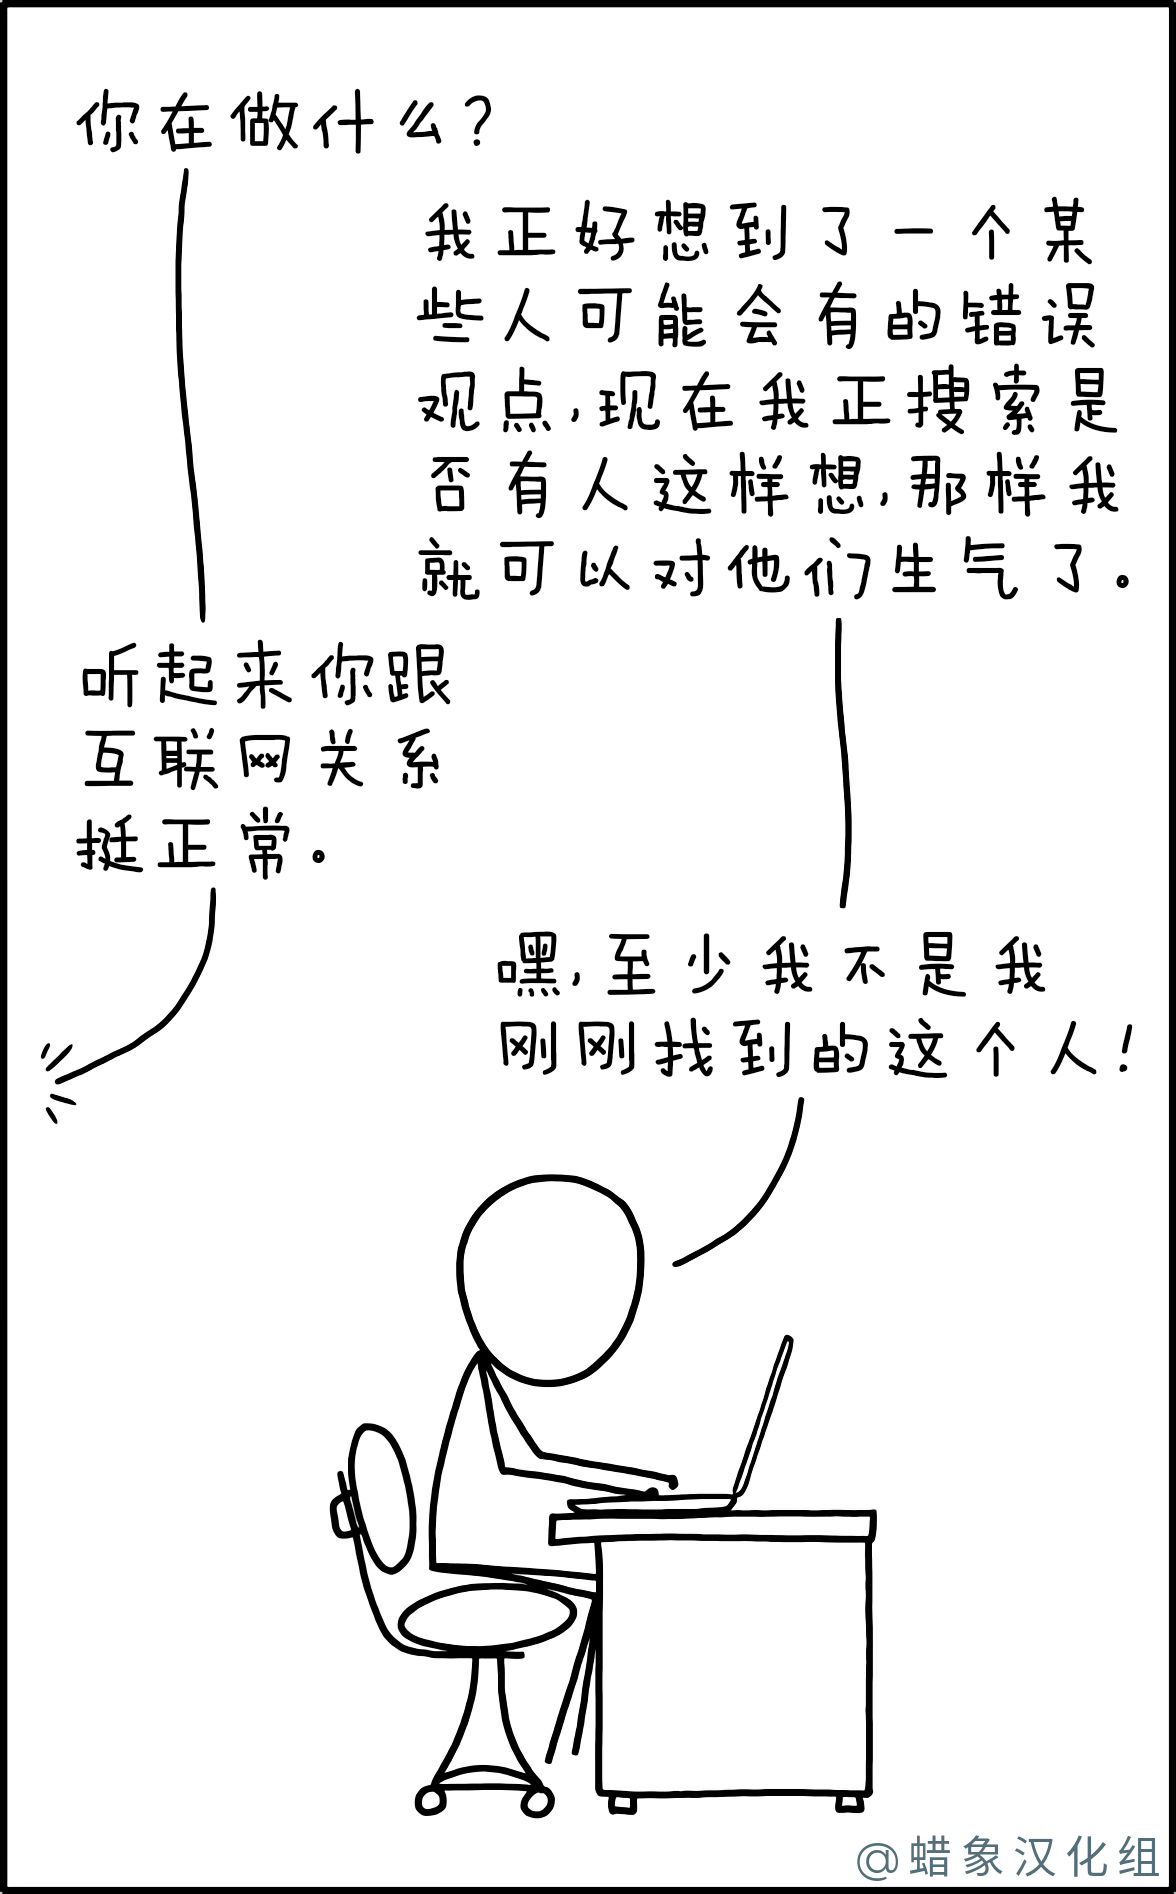 你在做什么？
我正好想到了一个某
些人可能会有的错误
观点，现在我正搜索是
否有人这样想，那样我
就可以对他们生气了。
听起来你跟
互联网关系
挺正常。
嘿，至少我不是我
刚刚找到的这个人！
@蜡象汉化组